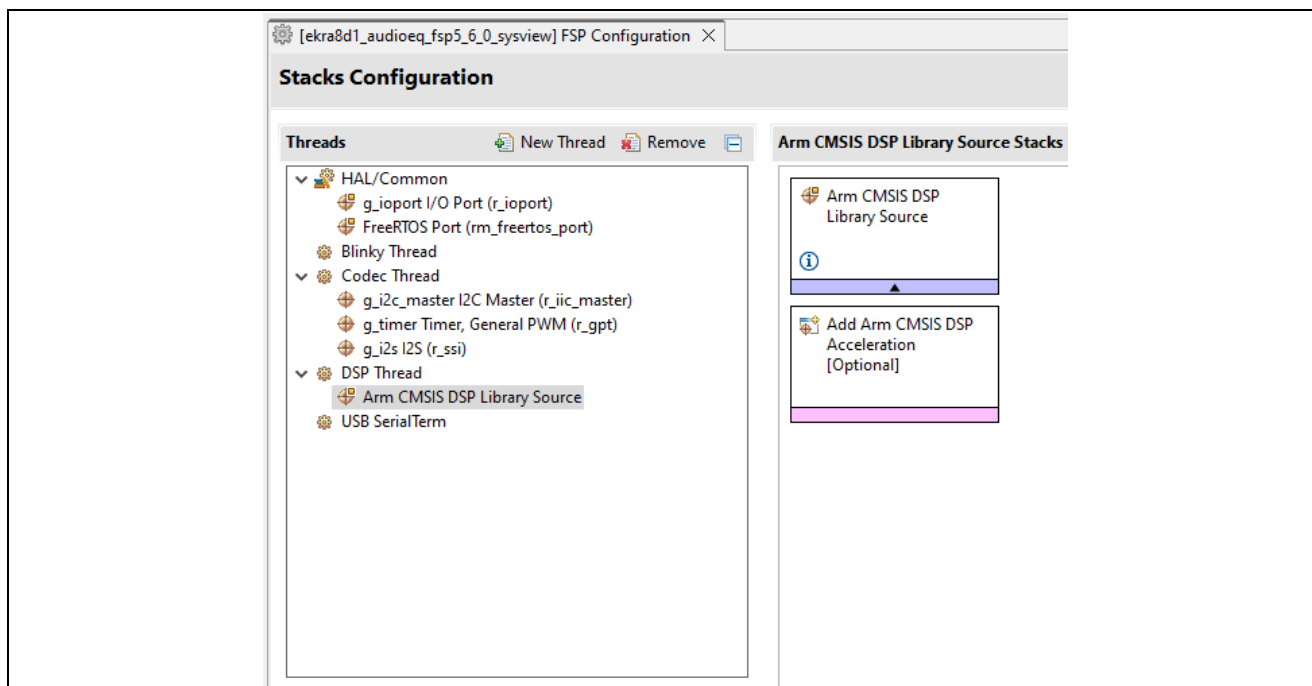 [ekra8d1_audioeq_fsp5_6_0_sysview] FSP Configuration
Stacks Configuration
Threads
New Thread
Remove
HAL/Common
g_ioport I/O Port (r_ioport)
FreeRTOS Port (rm_freertos_port)
Blinky Thread
Codec Thread
g_i2c_master I2C Master (r_iic_master)
g_timer Timer, General PWM (r_gpt)
g_i2s I2S (r_ssi)
DSP Thread
Arm CMSIS DSP Library Source
USB SerialTerm
Arm CMSIS DSP Library Source Stacks
Arm CMSIS DSP
Library Source
Add Arm CMSIS DSP
Acceleration
[Optional]